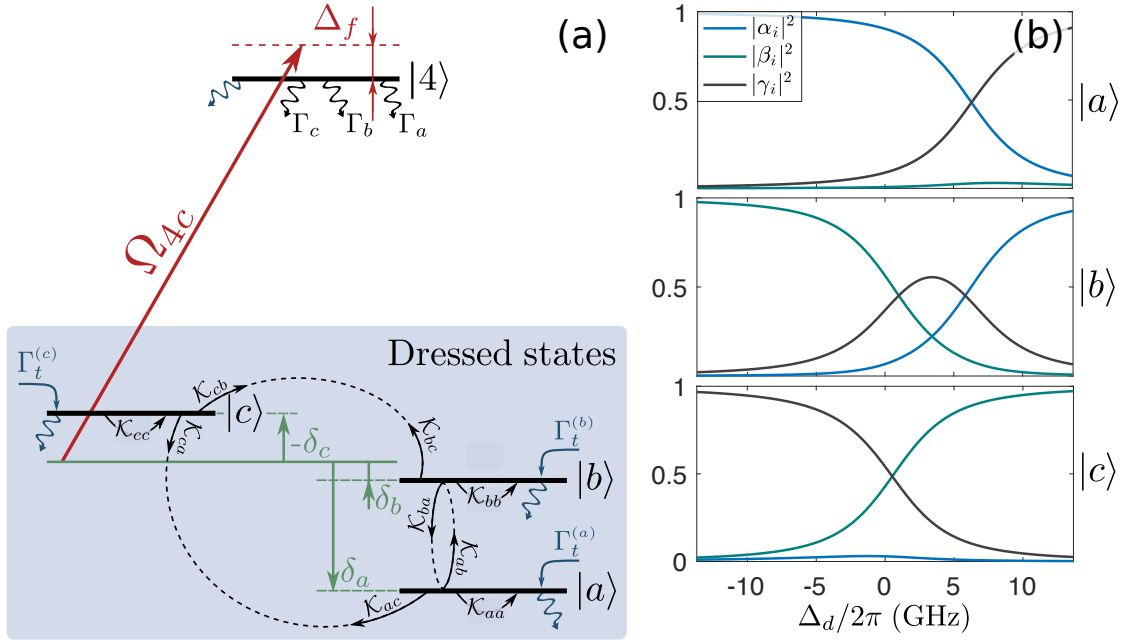 (a)
Δ_f
|4⟩
Γ_c
Γ_b
Γ_a
Ω_{4c}
Dressed states
Γ_t^{(c)}
𝒦_{cb}
|c⟩
𝒦_{cc}
𝒦_{ca}
-δ_c
𝒦_{bc}
Γ_t^{(b)}
|b⟩
δ_b
𝒦_{bb}
𝒦_{ba}
𝒦_{ab}
Γ_t^{(a)}
δ_a
|a⟩
𝒦_{ac}
𝒦_{aa}
(b)
1
|α_i|²
|β_i|²
|γ_i|²
0.5
|a⟩
1
0.5
|b⟩
1
0.5
|c⟩
0
-10 -5 0 5 10
Δ_d/2π (GHz)